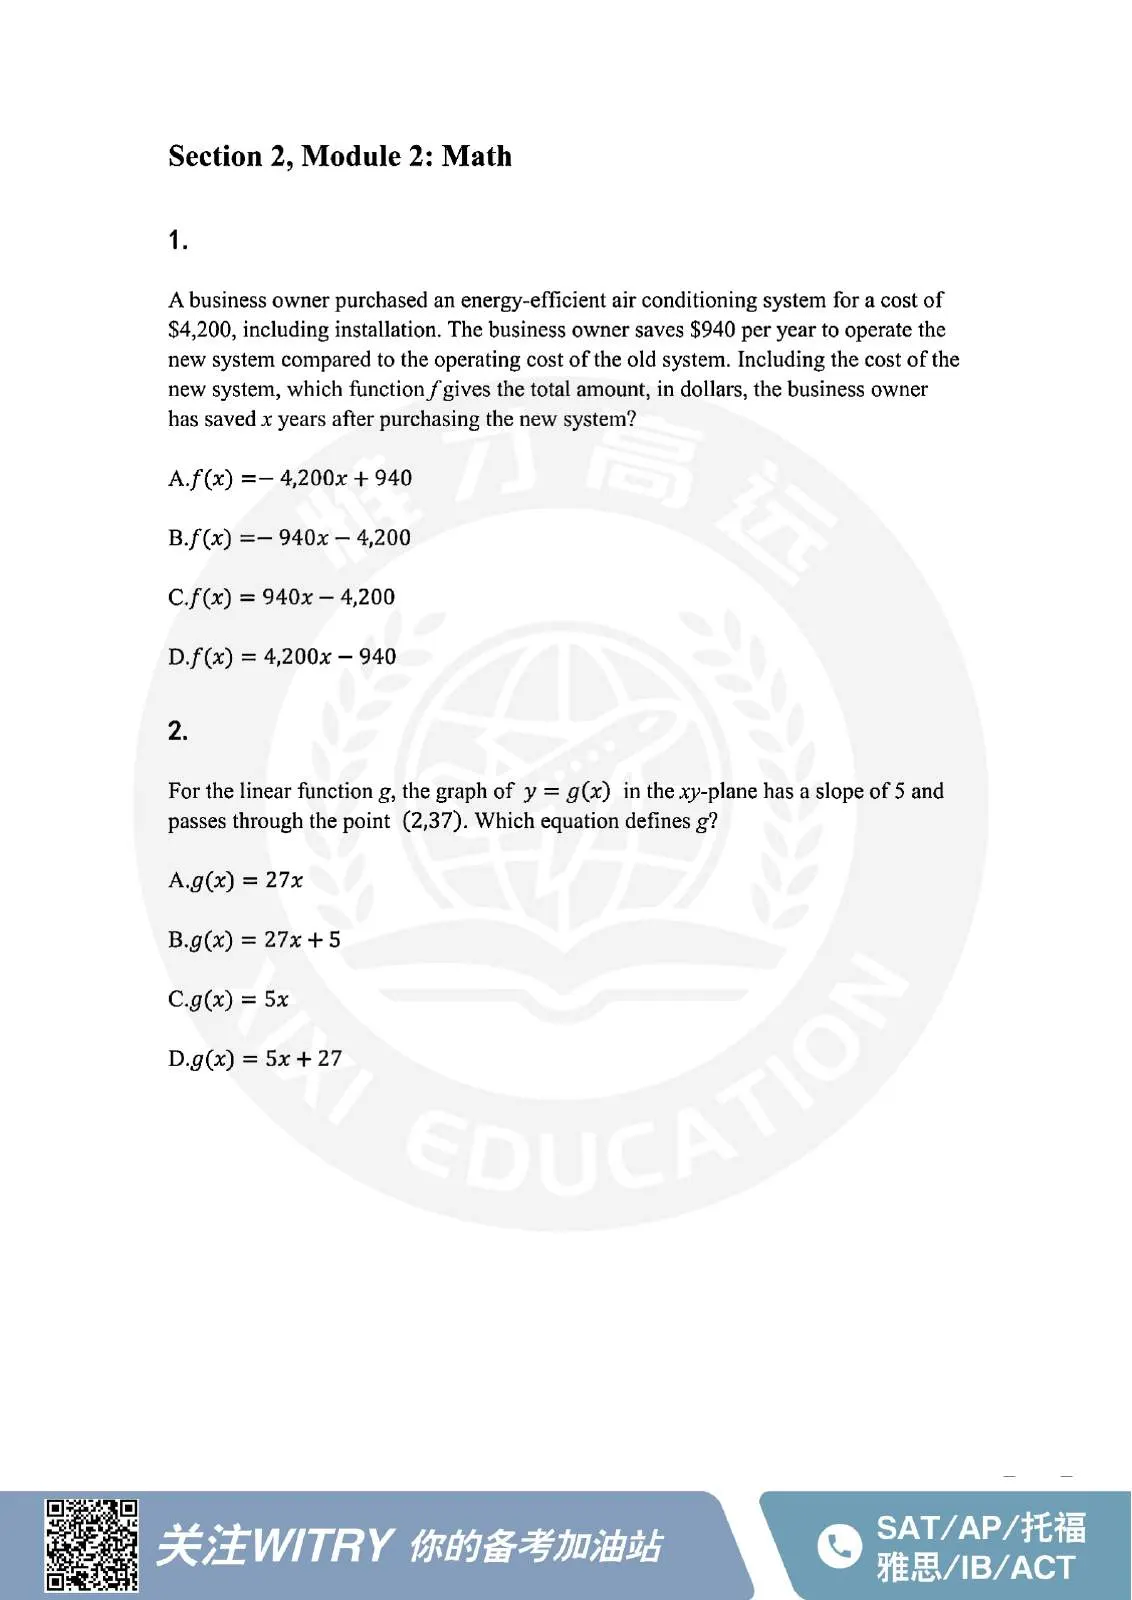 Section 2, Module 2: Math
1.
A business owner purchased an energy-efficient air conditioning system for a cost of
$4,200, including installation. The business owner saves $940 per year to operate the
new system compared to the operating cost of the old system. Including the cost of the
new system, which function f gives the total amount, in dollars, the business owner
has saved x years after purchasing the new system?
A.f(x) =− 4,200x + 940
B.f(x) =− 940x − 4,200
C.f(x) = 940x − 4,200
D.f(x) = 4,200x − 940
2.
For the linear function g, the graph of y = g(x) in the xy-plane has a slope of 5 and
passes through the point (2,37). Which equation defines g?
A.g(x) = 27x
B.g(x) = 27x + 5
C.g(x) = 5x
D.g(x) = 5x + 27
雅力高远
YIXI EDUCATION
关注WITRY 你的备考加油站
SAT/AP/托福
雅思/IB/ACT